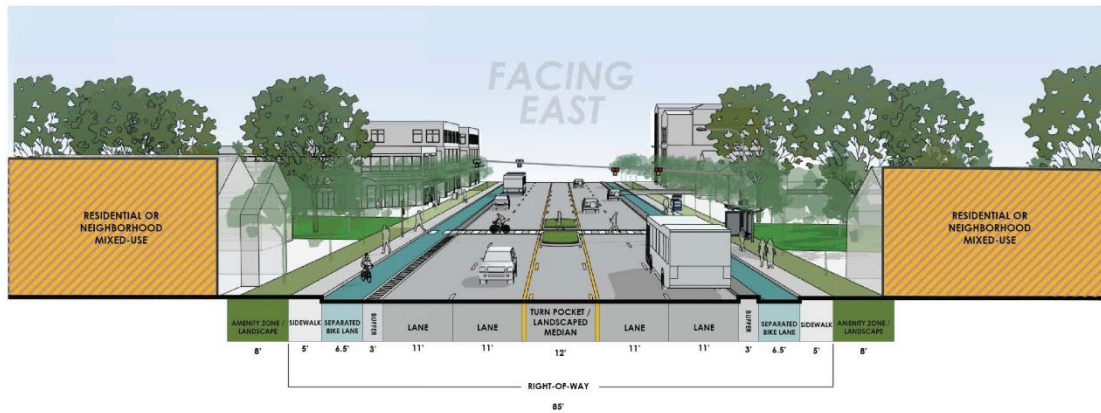 FACING
EAST
RESIDENTIAL OR
NEIGHBORHOOD
MIXED-USE
RESIDENTIAL OR
NEIGHBORHOOD
MIXED-USE
AMENITY ZONE /
LANDSCAPE
SIDEWALK
SEPARATED
BIKE LANE
BUFFER
LANE
LANE
TURN POCKET /
LANDSCAPED
MEDIAN
LANE
LANE
BUFFER
SEPARATED
BIKE LANE
SIDEWALK
AMENITY ZONE /
LANDSCAPE
8' 5' 6.5' 3' 11' 11' 12' 11' 11' 3' 6.5' 5' 8'
RIGHT-OF-WAY
85'